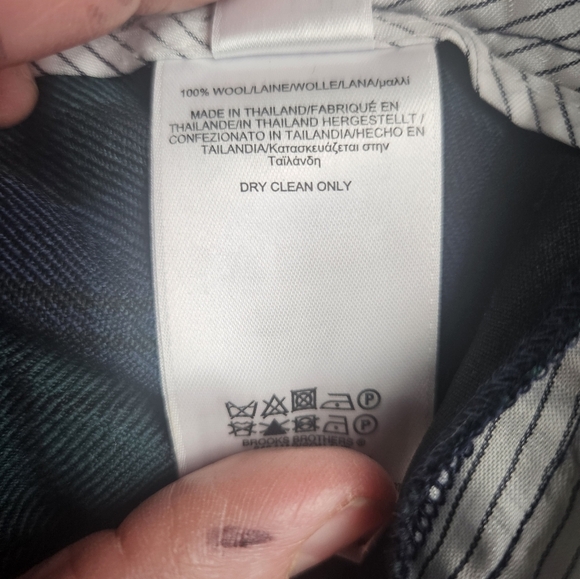 100% WOOL/LAINE/WOLLE/LANA/μαλλί
MADE IN THAILAND/FABRIQUÉ EN
THAILANDE/IN THAILAND HERGESTELLT/
CONFEZIONATO IN TAILANDIA/HECHO EN
TAILANDIA/Κατασκευάζεται στην
Ταϊλάνδη
DRY CLEAN ONLY
P
P
BROOKS BROTHERS ®